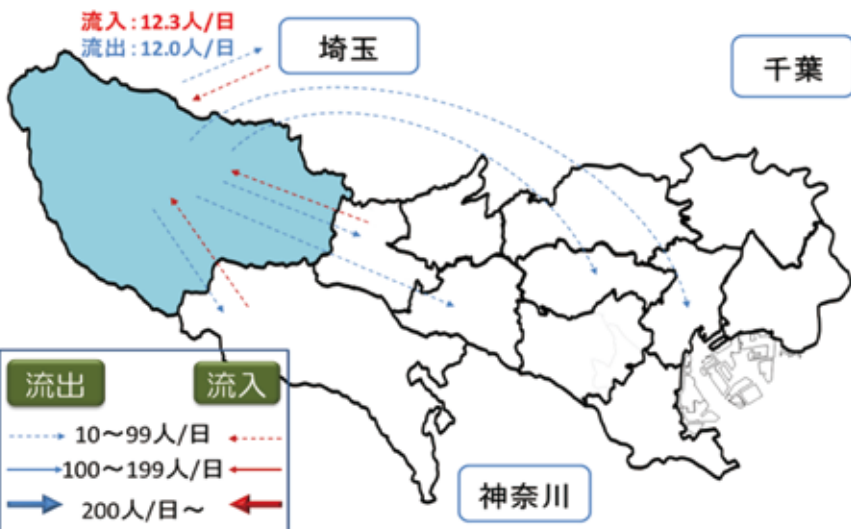 流入：12.3人/日
流出：12.0人/日
埼玉
千葉
流出 流入
10～99人/日
100～199人/日
200人/日～
神奈川